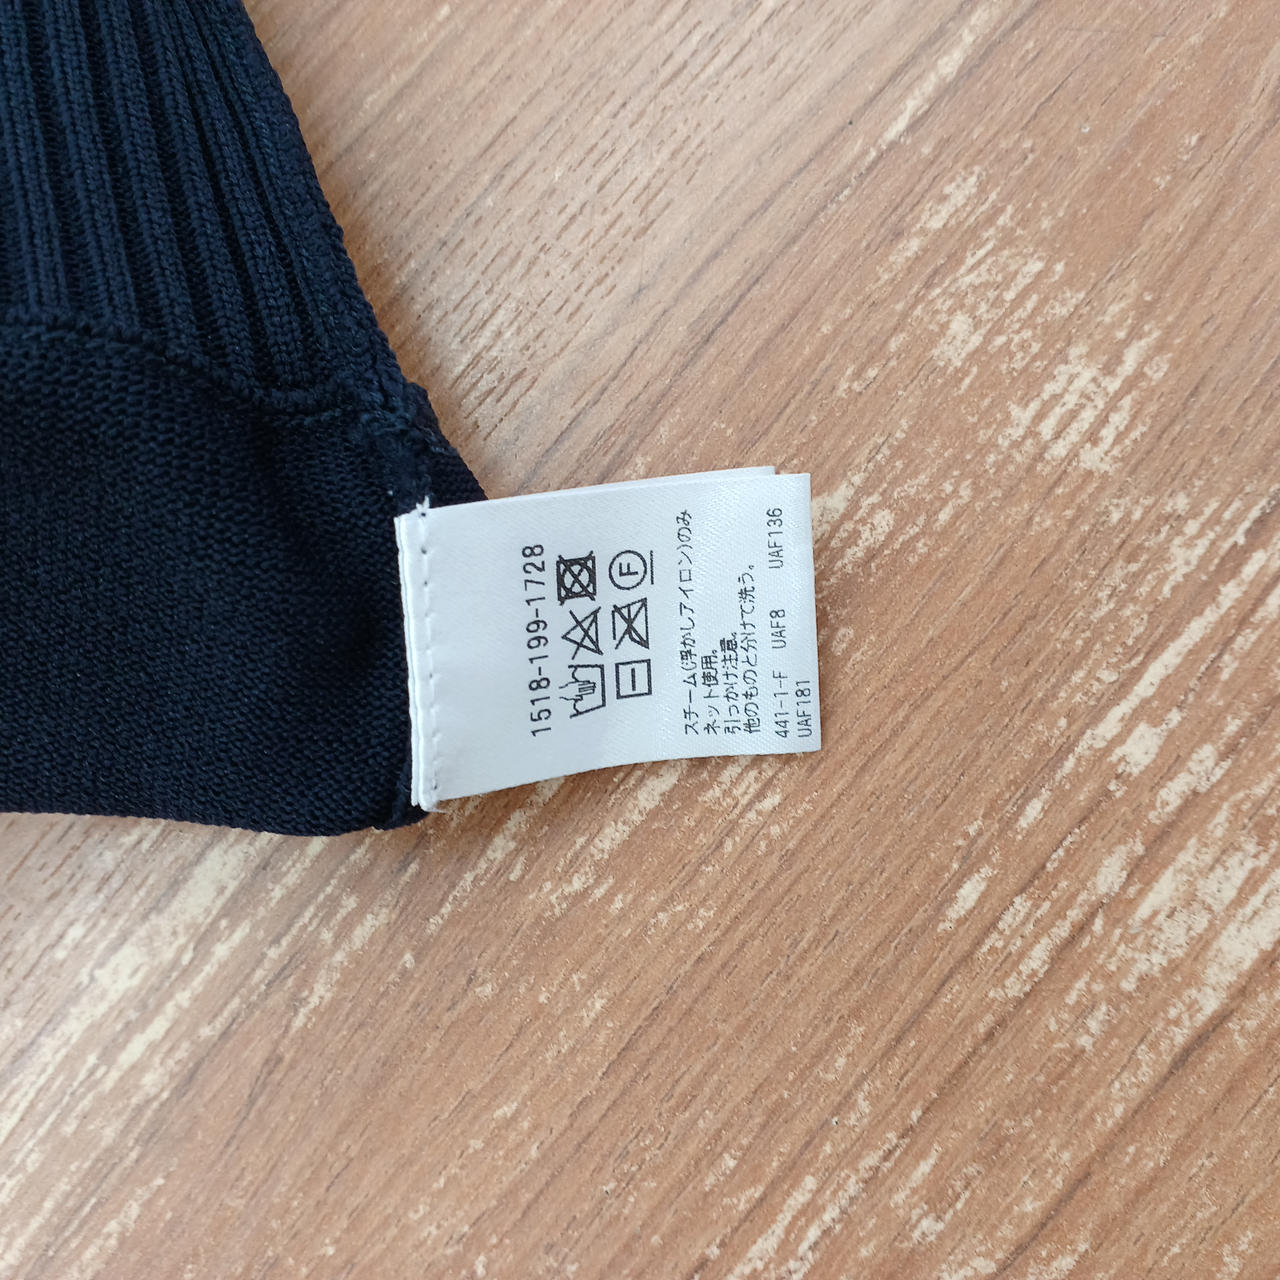 1518-199-1728
F
スチーム(浮かしアイロン)のみ
ネット使用。
引っかけ注意。
他のものと分けて洗う。
441-1-F UAF8 UAF136
UAF181